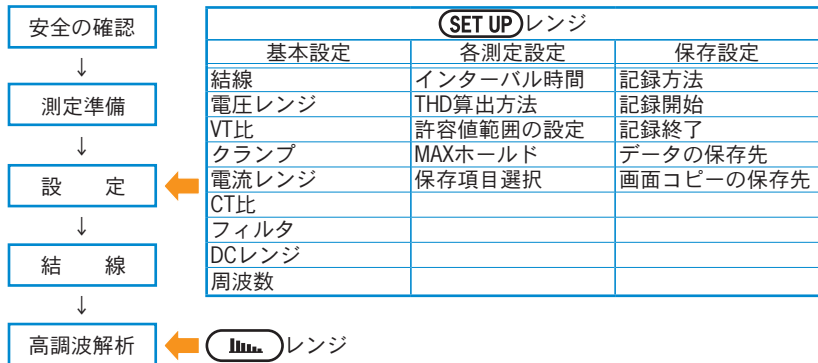 安全の確認
↓
測定準備
↓
設　定
↓
結　線
↓
高調波解析
SET UP レンジ
基本設定 各測定設定 保存設定
結線 インターバル時間 記録方法
電圧レンジ THD算出方法 記録開始
VT比 許容値範囲の設定 記録終了
クランプ MAXホールド データの保存先
電流レンジ 保存項目選択 画面コピーの保存先
CT比
フィルタ
DCレンジ
周波数
レンジ